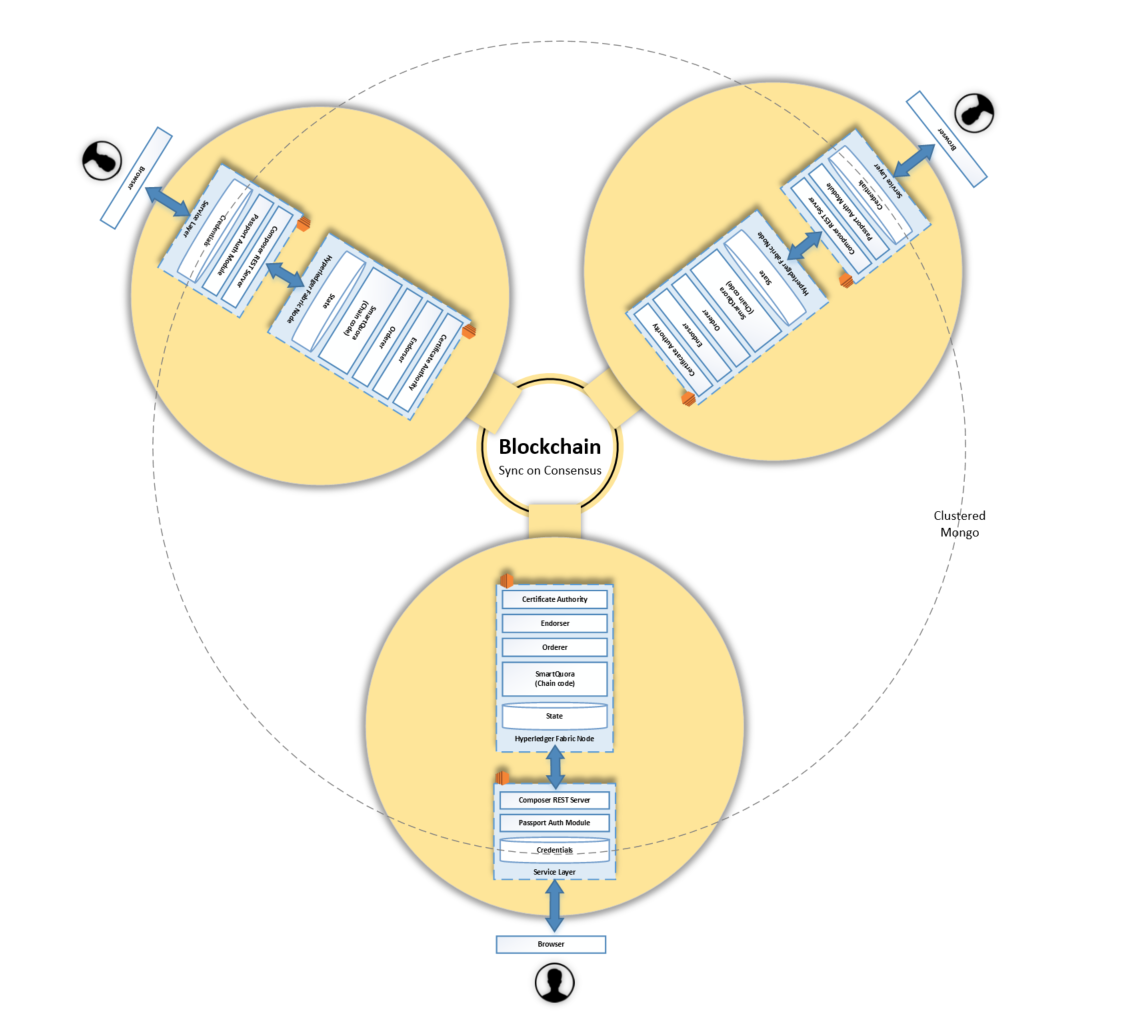 Browser
Service Layer
Credentials
Passport Auth Module
Composer REST Server
Hyperledger Fabric Node
State
SmartQuora
(Chain code)
Orderer
Endorser
Certificate Authority
Browser
Service Layer
Credentials
Passport Auth Module
Composer REST Server
Hyperledger Fabric Node
State
SmartQuora
(Chain code)
Orderer
Endorser
Certificate Authority
Blockchain
Sync on Consensus
Clustered
Mongo
Certificate Authority
Endorser
Orderer
SmartQuora
(Chain code)
State
Hyperledger Fabric Node
Composer REST Server
Passport Auth Module
Credentials
Service Layer
Browser